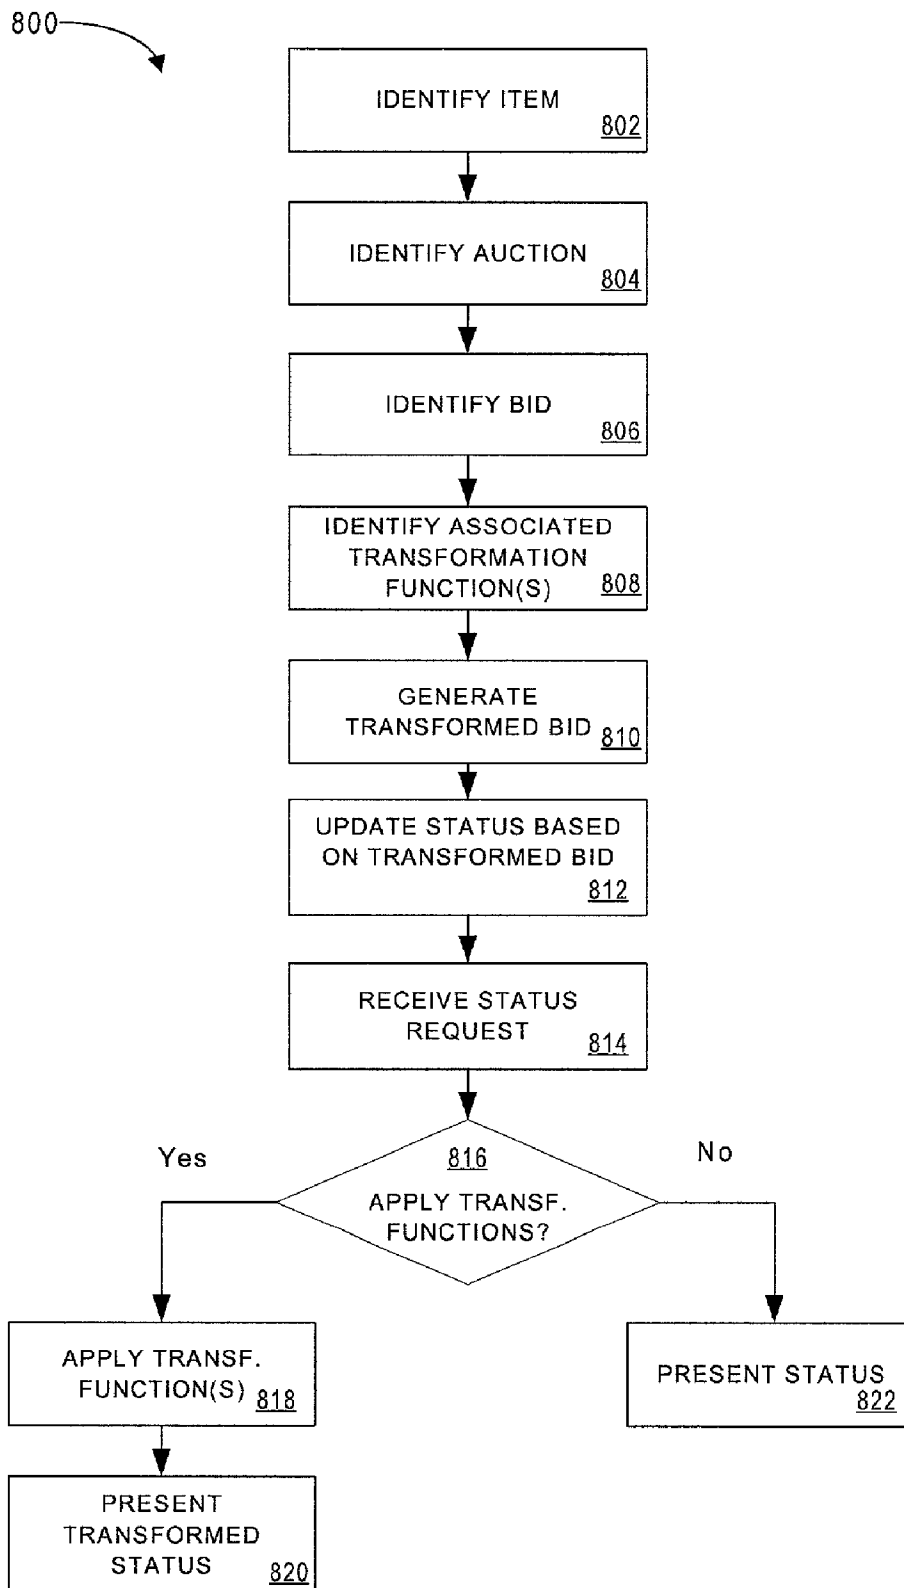 800
IDENTIFY ITEM
802
IDENTIFY AUCTION
804
IDENTIFY BID
806
IDENTIFY ASSOCIATED
TRANSFORMATION
FUNCTION(S)
808
GENERATE
TRANSFORMED BID
810
UPDATE STATUS BASED
ON TRANSFORMED BID
812
RECEIVE STATUS
REQUEST
814
Yes
816
No
APPLY TRANSF.
FUNCTIONS?
APPLY TRANSF.
FUNCTION(S)
818
PRESENT STATUS
822
PRESENT
TRANSFORMED
STATUS
820